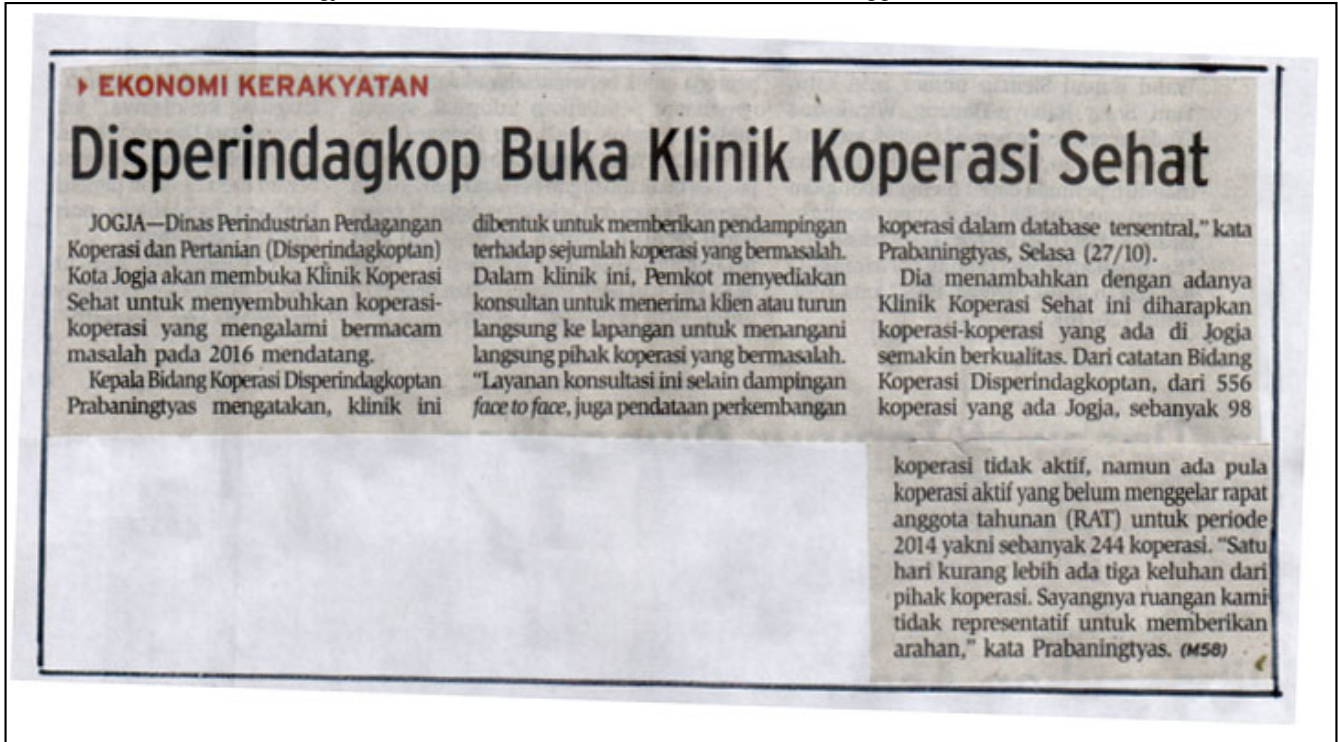 EKONOMI KERAKYATAN
Disperindagkop Buka Klinik Koperasi Sehat
JOGJA—Dinas Perindustrian Perdagangan
Koperasi dan Pertanian (Disperindagkoptan)
Kota Jogja akan membuka Klinik Koperasi
Sehat untuk menyembuhkan koperasi-
koperasi yang mengalami bermacam
masalah pada 2016 mendatang.
Kepala Bidang Koperasi Disperindagkoptan
Prabaningtyas mengatakan, klinik ini
dibentuk untuk memberikan pendampingan
terhadap sejumlah koperasi yang bermasalah.
Dalam klinik ini, Pemkot menyediakan
konsultan untuk menerima klien atau turun
langsung ke lapangan untuk menangani
langsung pihak koperasi yang bermasalah.
“Layanan konsultasi ini selain dampingan
face to face, juga pendataan perkembangan
koperasi dalam database tersentral,” kata
Prabaningtyas, Selasa (27/10).
Dia menambahkan dengan adanya
Klinik Koperasi Sehat ini diharapkan
koperasi-koperasi yang ada di Jogja
semakin berkualitas. Dari catatan Bidang
Koperasi Disperindagkoptan, dari 556
koperasi yang ada Jogja, sebanyak 98
koperasi tidak aktif, namun ada pula
koperasi aktif yang belum menggelar rapat
anggota tahunan (RAT) untuk periode
2014 yakni sebanyak 244 koperasi. “Satu
hari kurang lebih ada tiga keluhan dari
pihak koperasi. Sayangnya ruangan kami
tidak representatif untuk memberikan
arahan,” kata Prabaningtyas. (M58)